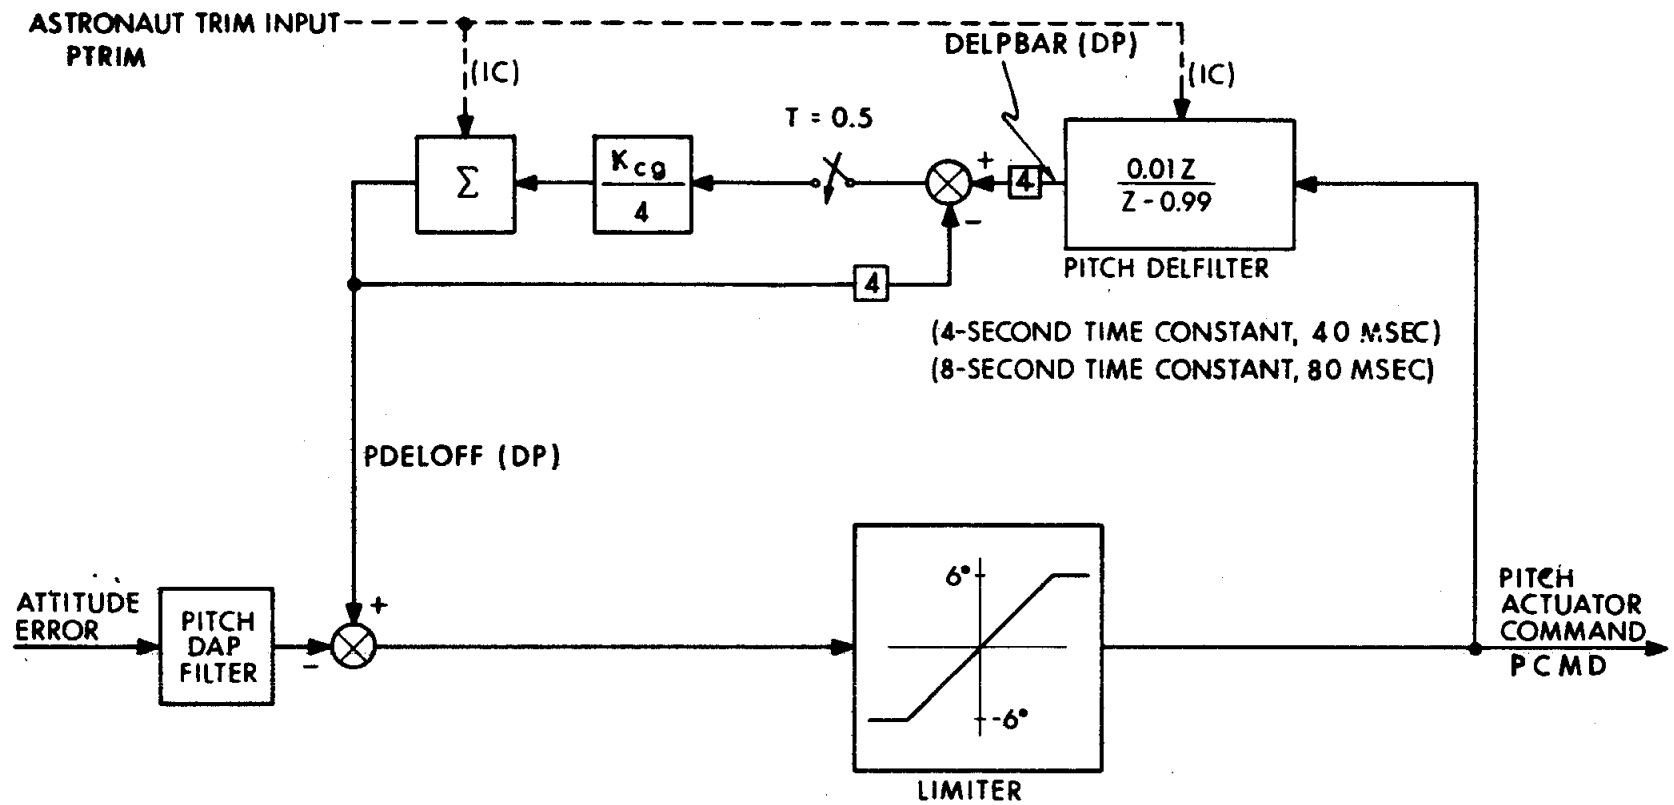 ASTRONAUT TRIM INPUT
PTRIM
(IC)
DELPBAR (DP)
(IC)
T = 0.5
Σ
Kcg
4
+
4
−
0.01Z
Z - 0.99
PITCH DELFILTER
4
(4-SECOND TIME CONSTANT, 40 MSEC)
(8-SECOND TIME CONSTANT, 80 MSEC)
PDELOFF (DP)
ATTITUDE
ERROR
PITCH
DAP
FILTER
+
−
6°
-6°
LIMITER
PITCH
ACTUATOR
COMMAND
PCMD